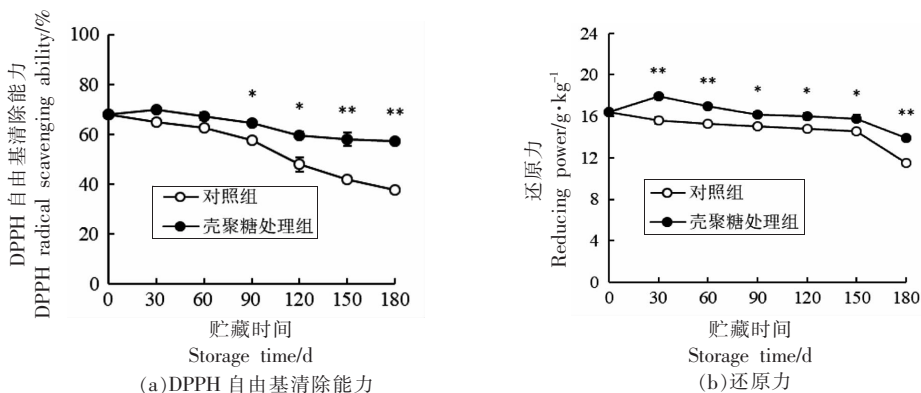 DPPH 自由基清除能力
DPPH radical scavenging ability/%
100
80
60
40
20
0
* * ** **
对照组
壳聚糖处理组
0 30 60 90 120 150 180
贮藏时间
Storage time/d
(a)DPPH 自由基清除能力
还原力
Reducing power/g·kg⁻¹
24
20
16
12
8
4
0
** ** * * * **
对照组
壳聚糖处理组
0 30 60 90 120 150 180
贮藏时间
Storage time/d
(b)还原力